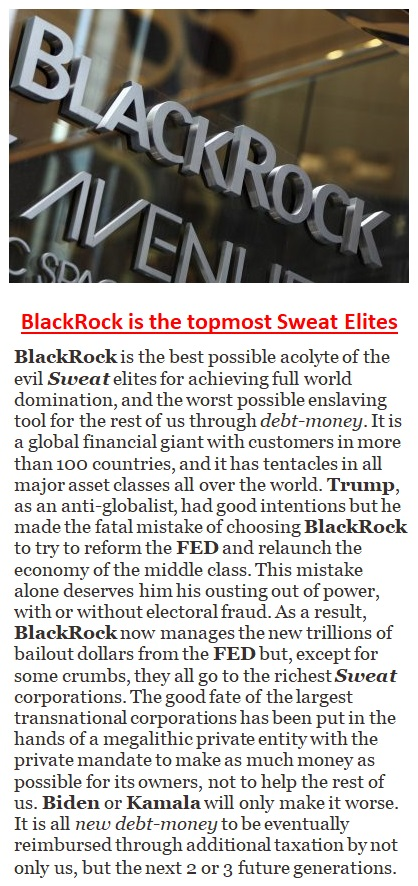 BLACKROCK
AVENUE
C SPA
BlackRock is the topmost Sweat Elites
BlackRock is the best possible acolyte of the
evil Sweat elites for achieving full world
domination, and the worst possible enslaving
tool for the rest of us through debt-money. It is
a global financial giant with customers in more
than 100 countries, and it has tentacles in all
major asset classes all over the world. Trump,
as an anti-globalist, had good intentions but he
made the fatal mistake of choosing BlackRock
to try to reform the FED and relaunch the
economy of the middle class. This mistake
alone deserves him his ousting out of power,
with or without electoral fraud. As a result,
BlackRock now manages the new trillions of
bailout dollars from the FED but, except for
some crumbs, they all go to the richest Sweat
corporations. The good fate of the largest
transnational corporations has been put in the
hands of a megalithic private entity with the
private mandate to make as much money as
possible for its owners, not to help the rest of
us. Biden or Kamala will only make it worse.
It is all new debt-money to be eventually
reimbursed through additional taxation by not
only us, but the next 2 or 3 future generations.